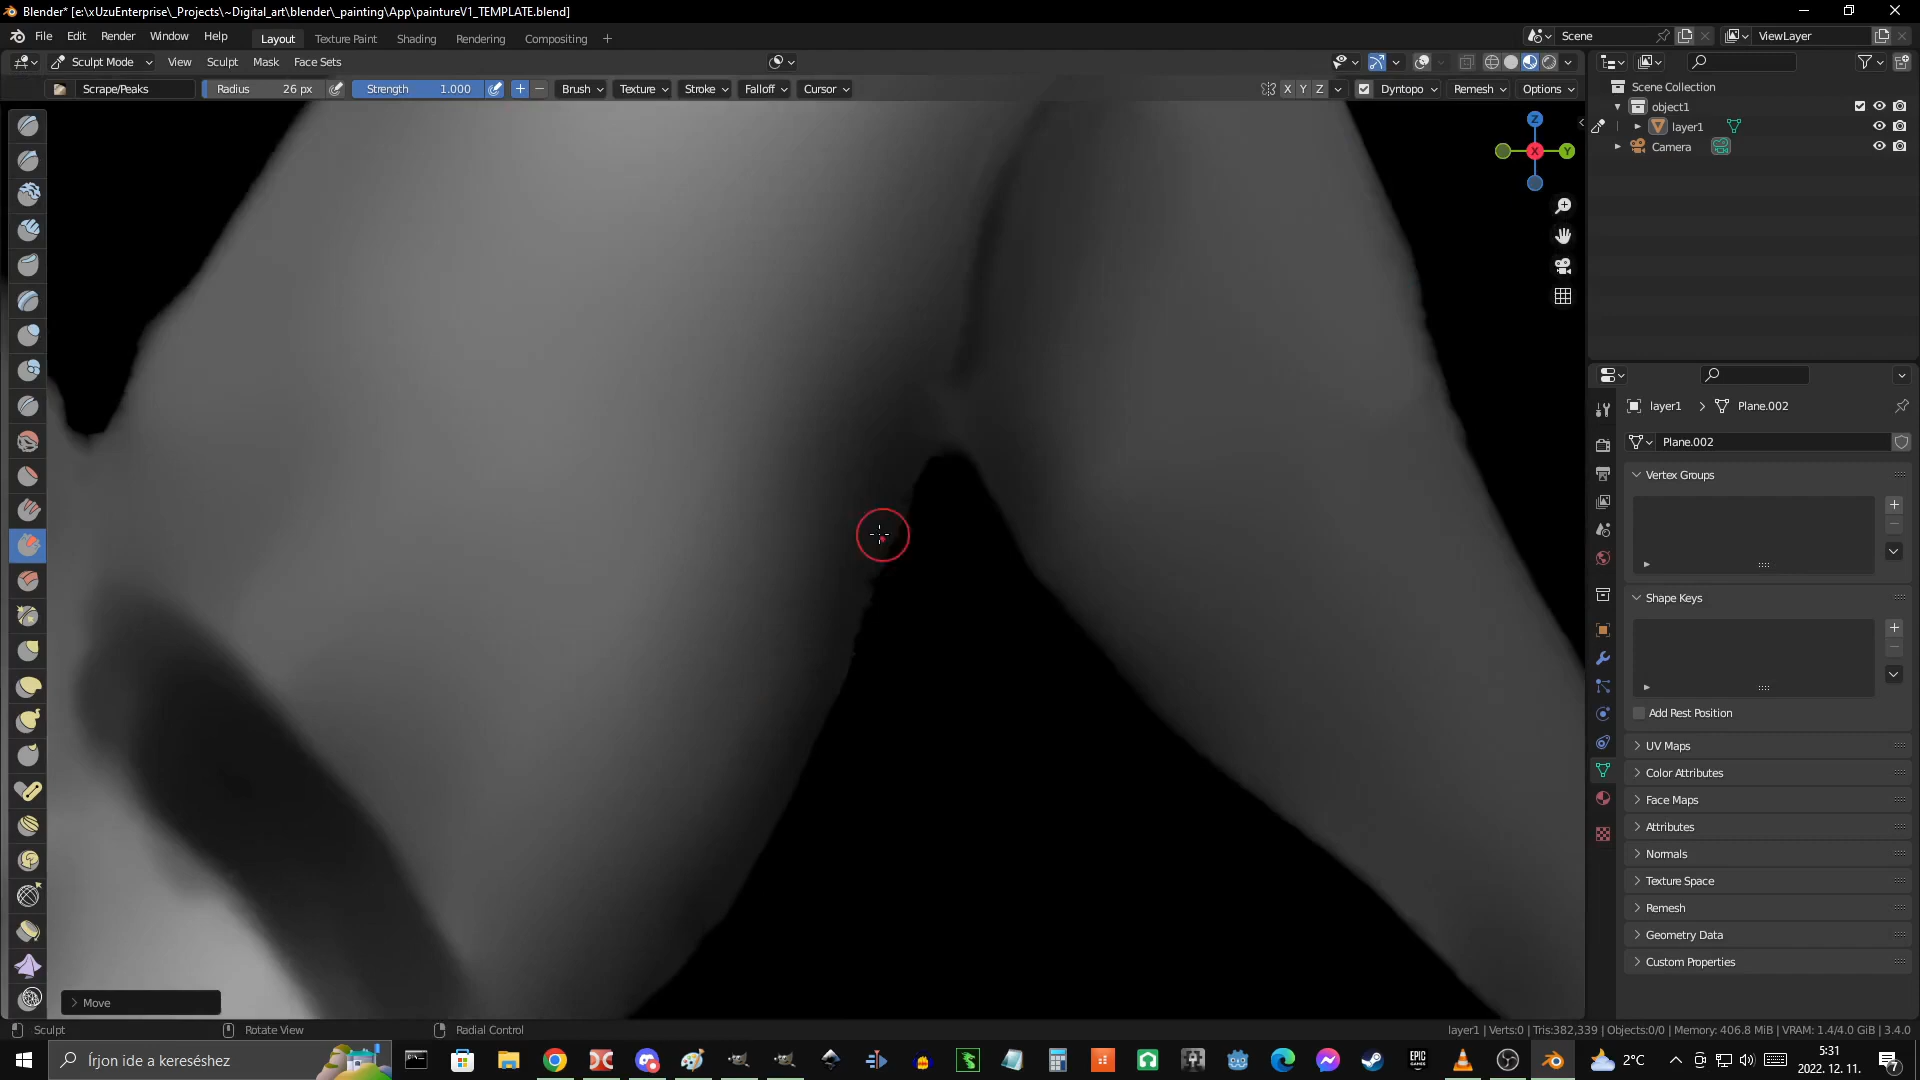 Blender* [e:\xUzuEnterprise\_Projects\~Digital_art\blender\_painting\App\paintureV1_TEMPLATE.blend]
File Edit Render Window Help Layout Texture Paint Shading Rendering Compositing + Scene ViewLayer
Sculpt Mode View Sculpt Mask Face Sets
Scrape/Peaks Radius 26 px Strength 1.000 Brush Texture Stroke Falloff Cursor X Y Z Dyntopo Remesh Options
Scene Collection
object1
layer1
Camera
Z
Y
X
layer1 > Plane.002
Plane.002
Vertex Groups
Shape Keys
Add Rest Position
UV Maps
Color Attributes
Face Maps
Attributes
Normals
Texture Space
Remesh
Geometry Data
Custom Properties
> Move
Sculpt Rotate View Radial Control layer1 | Verts:0 | Tris:382,339 | Objects:0/0 | Memory: 406.8 MiB | VRAM: 1.4/4.0 GiB | 3.4.0
Írjon ide a kereséshez
EPIC GAMES
2°C
5:31
2022. 12. 11.
7